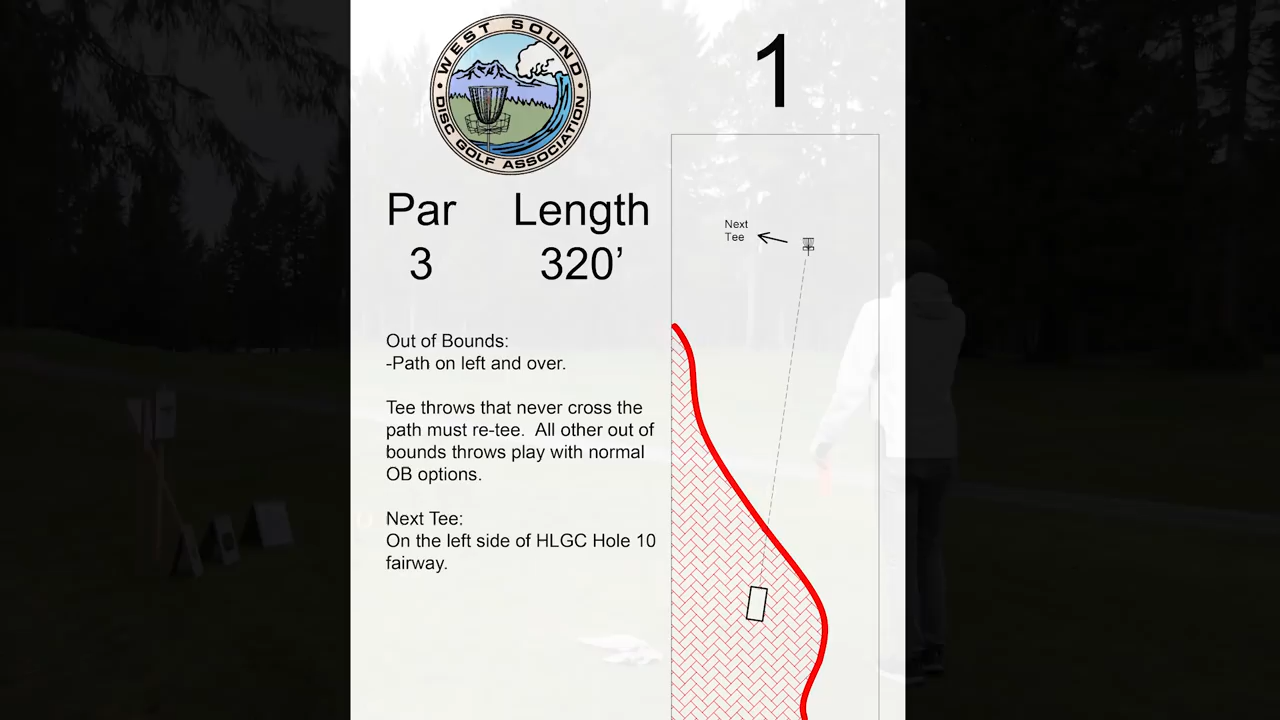 WEST SOUND
DISC GOLF ASSOCIATION
1
Par Length
3 320’
Next
Tee
Out of Bounds:
-Path on left and over.
Tee throws that never cross the
path must re-tee.  All other out of
bounds throws play with normal
OB options.
Next Tee:
On the left side of HLGC Hole 10
fairway.